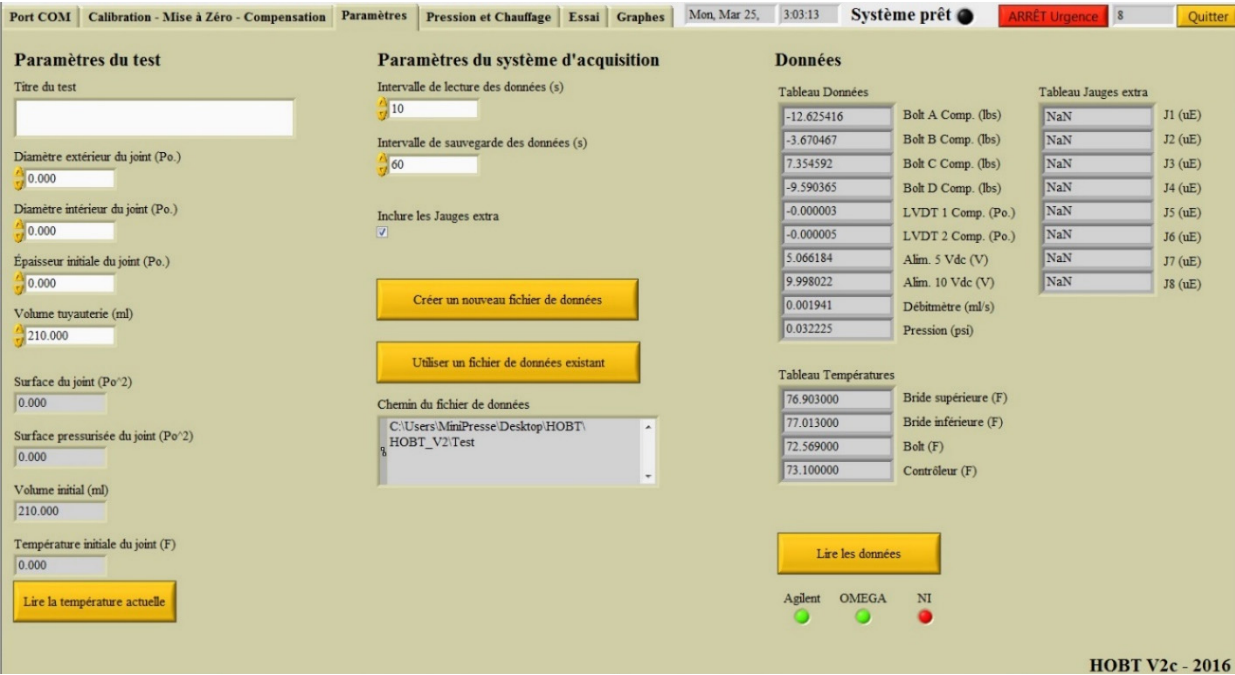 Port COM Calibration - Mise à Zéro - Compensation Paramètres Pression et Chauffage Essai Graphes Mon, Mar 25, 3:03:13 Système prêt ARRÊT Urgence 8 Quitter
Paramètres du test
Titre du test
Diamètre extérieur du joint (Po.)
0.000
Diamètre intérieur du joint (Po.)
0.000
Épaisseur initiale du joint (Po.)
0.000
Volume tuyauterie (ml)
210.000
Surface du joint (Po^2)
0.000
Surface pressurisée du joint (Po^2)
0.000
Volume initial (ml)
210.000
Température initiale du joint (F)
0.000
Lire la température actuelle
Paramètres du système d'acquisition
Intervalle de lecture des données (s)
10
Intervalle de sauvegarde des données (s)
60
Inclure les Jauges extra
Créer un nouveau fichier de données
Utiliser un fichier de données existant
Chemin du fichier de données
C:\Users\MiniPresse\Desktop\HOBT\
HOBT_V2\Test
Données
Tableau Données
-12.625416 Bolt A Comp. (lbs)
-3.670467 Bolt B Comp. (lbs)
7.354592 Bolt C Comp. (lbs)
-9.590365 Bolt D Comp. (lbs)
-0.000003 LVDT 1 Comp. (Po.)
-0.000005 LVDT 2 Comp. (Po.)
5.066184 Alim. 5 Vdc (V)
9.998022 Alim. 10 Vdc (V)
0.001941 Débitmètre (ml/s)
0.032225 Pression (psi)
Tableau Jauges extra
NaN J1 (uE)
NaN J2 (uE)
NaN J3 (uE)
NaN J4 (uE)
NaN J5 (uE)
NaN J6 (uE)
NaN J7 (uE)
NaN J8 (uE)
Tableau Températures
76.903000 Bride supérieure (F)
77.013000 Bride inférieure (F)
72.569000 Bolt (F)
73.100000 Contrôleur (F)
Lire les données
Agilent OMEGA NI
HOBT V2c - 2016